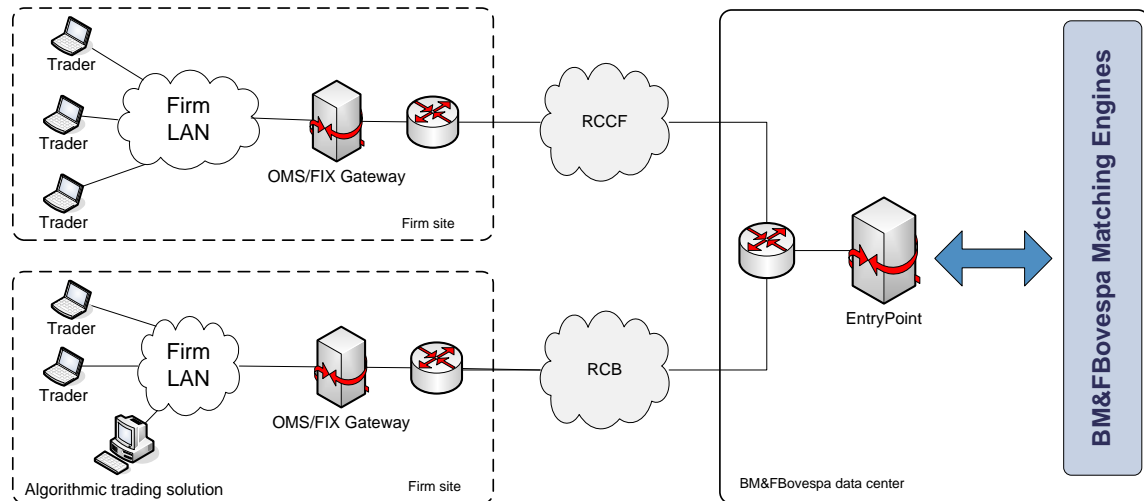 Trader
Trader
Trader
Firm
LAN
OMS/FIX Gateway
Firm site
RCCF
Trader
Trader
Algorithmic trading solution
Firm
LAN
OMS/FIX Gateway
Firm site
RCB
EntryPoint
BM&FBovespa data center
BM&FBovespa Matching Engines